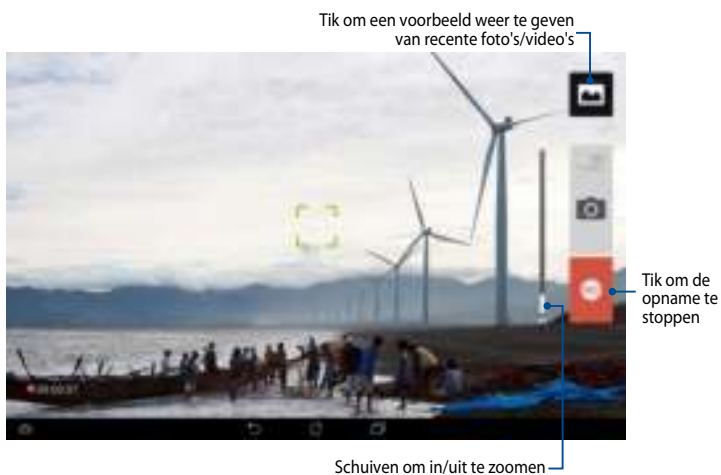 Tik om een voorbeeld weer te geven
van recente foto's/video's
Tik om de
opname te
stoppen
Schuiven om in/uit te zoomen